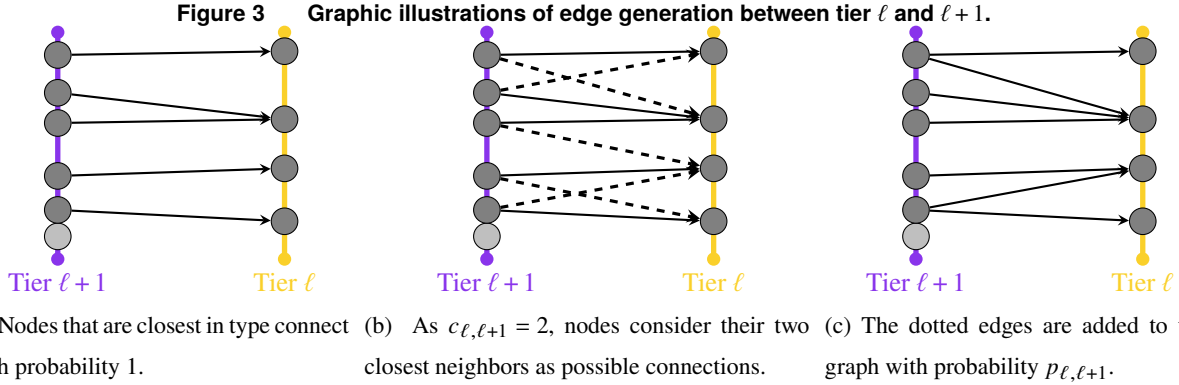 Figure 3 Graphic illustrations of edge generation between tier ℓ and ℓ + 1.
Tier ℓ + 1 Tier ℓ
Tier ℓ + 1 Tier ℓ
Tier ℓ + 1 Tier ℓ
Nodes that are closest in type connect
probability 1.
(b) As c_{ℓ,ℓ+1} = 2, nodes consider their two
closest neighbors as possible connections.
(c) The dotted edges are added to
graph with probability p_{ℓ,ℓ+1}.